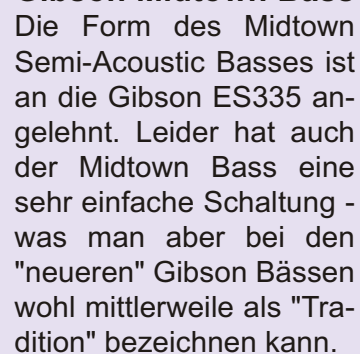 Gibson Midtown Bass
Die Form des Midtown
Semi-Acoustic Basses ist
an die Gibson ES335 an-
gelehnt. Leider hat auch
der Midtown Bass eine
sehr einfache Schaltung -
was man aber bei den
"neueren" Gibson Bässen
wohl mittlerweile als "Tra-
dition" bezeichnen kann.